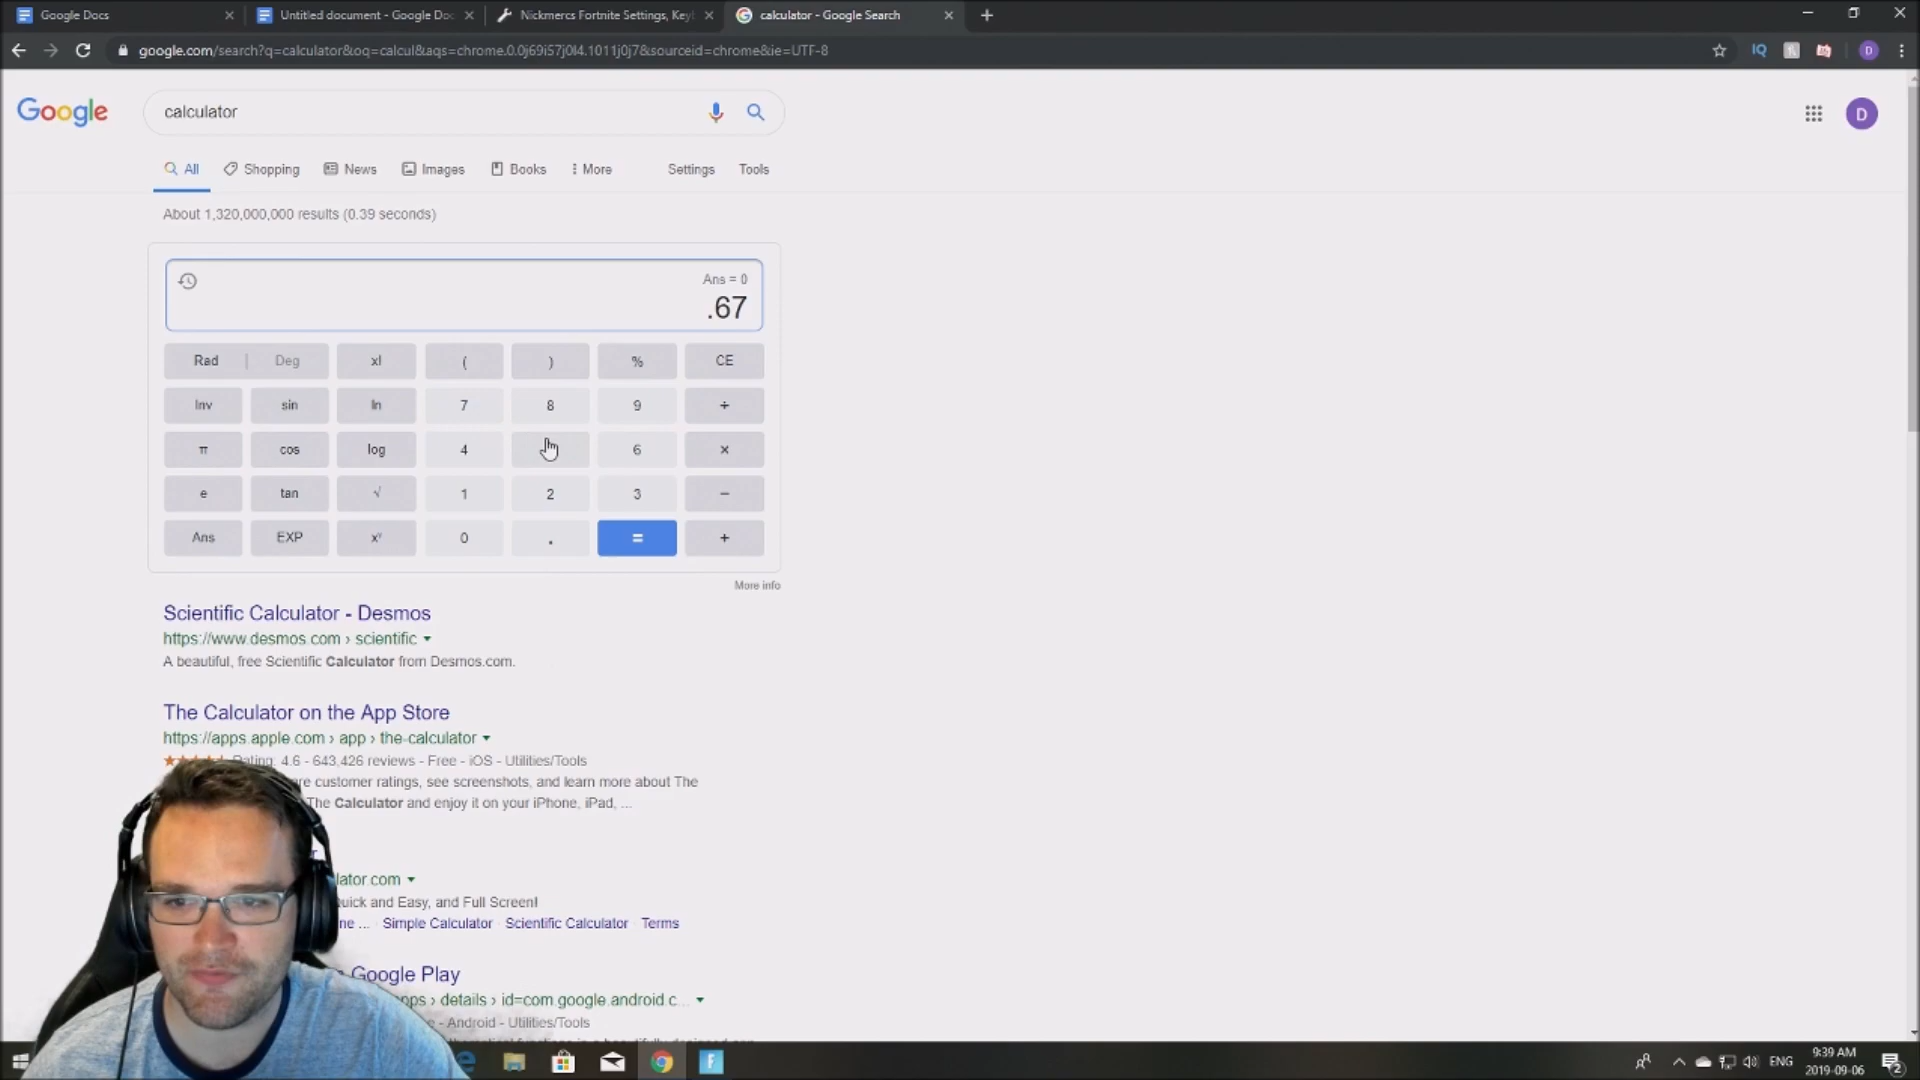 Google Docs
Untitled document - Google Doc
Nickmercs Fortnite Settings, Key
calculator - Google Search
google.com/search?q=calculator&oq=calcul&aqs=chrome.0.0j69i57j0l4.1011j0j7&sourceid=chrome&ie=UTF-8
IQ
D
Google
calculator
D
All
Shopping
News
Images
Books
More
Settings
Tools
About 1,320,000,000 results (0.39 seconds)
Ans = 0
.67
Rad | Deg x! ( ) % CE
Inv sin ln 7 8 9 ÷
π cos log 4 6 ×
e tan √ 1 2 3 −
Ans EXP xʸ 0 . = +
More info
Scientific Calculator - Desmos
https://www.desmos.com › scientific
A beautiful, free Scientific Calculator from Desmos.com.
The Calculator on the App Store
https://apps.apple.com › app › the-calculator
Rating: 4.6 - 643,426 reviews - Free - iOS - Utilities/Tools
customer ratings, see screenshots, and learn more about The
The Calculator and enjoy it on your iPhone, iPad, ...
lator.com
Quick and Easy, and Full Screen!
ne ... Simple Calculator · Scientific Calculator · Terms
Google Play
› details › id=com.google.android.c...
- Android - Utilities/Tools
ENG
9:39 AM
2019-09-06
2